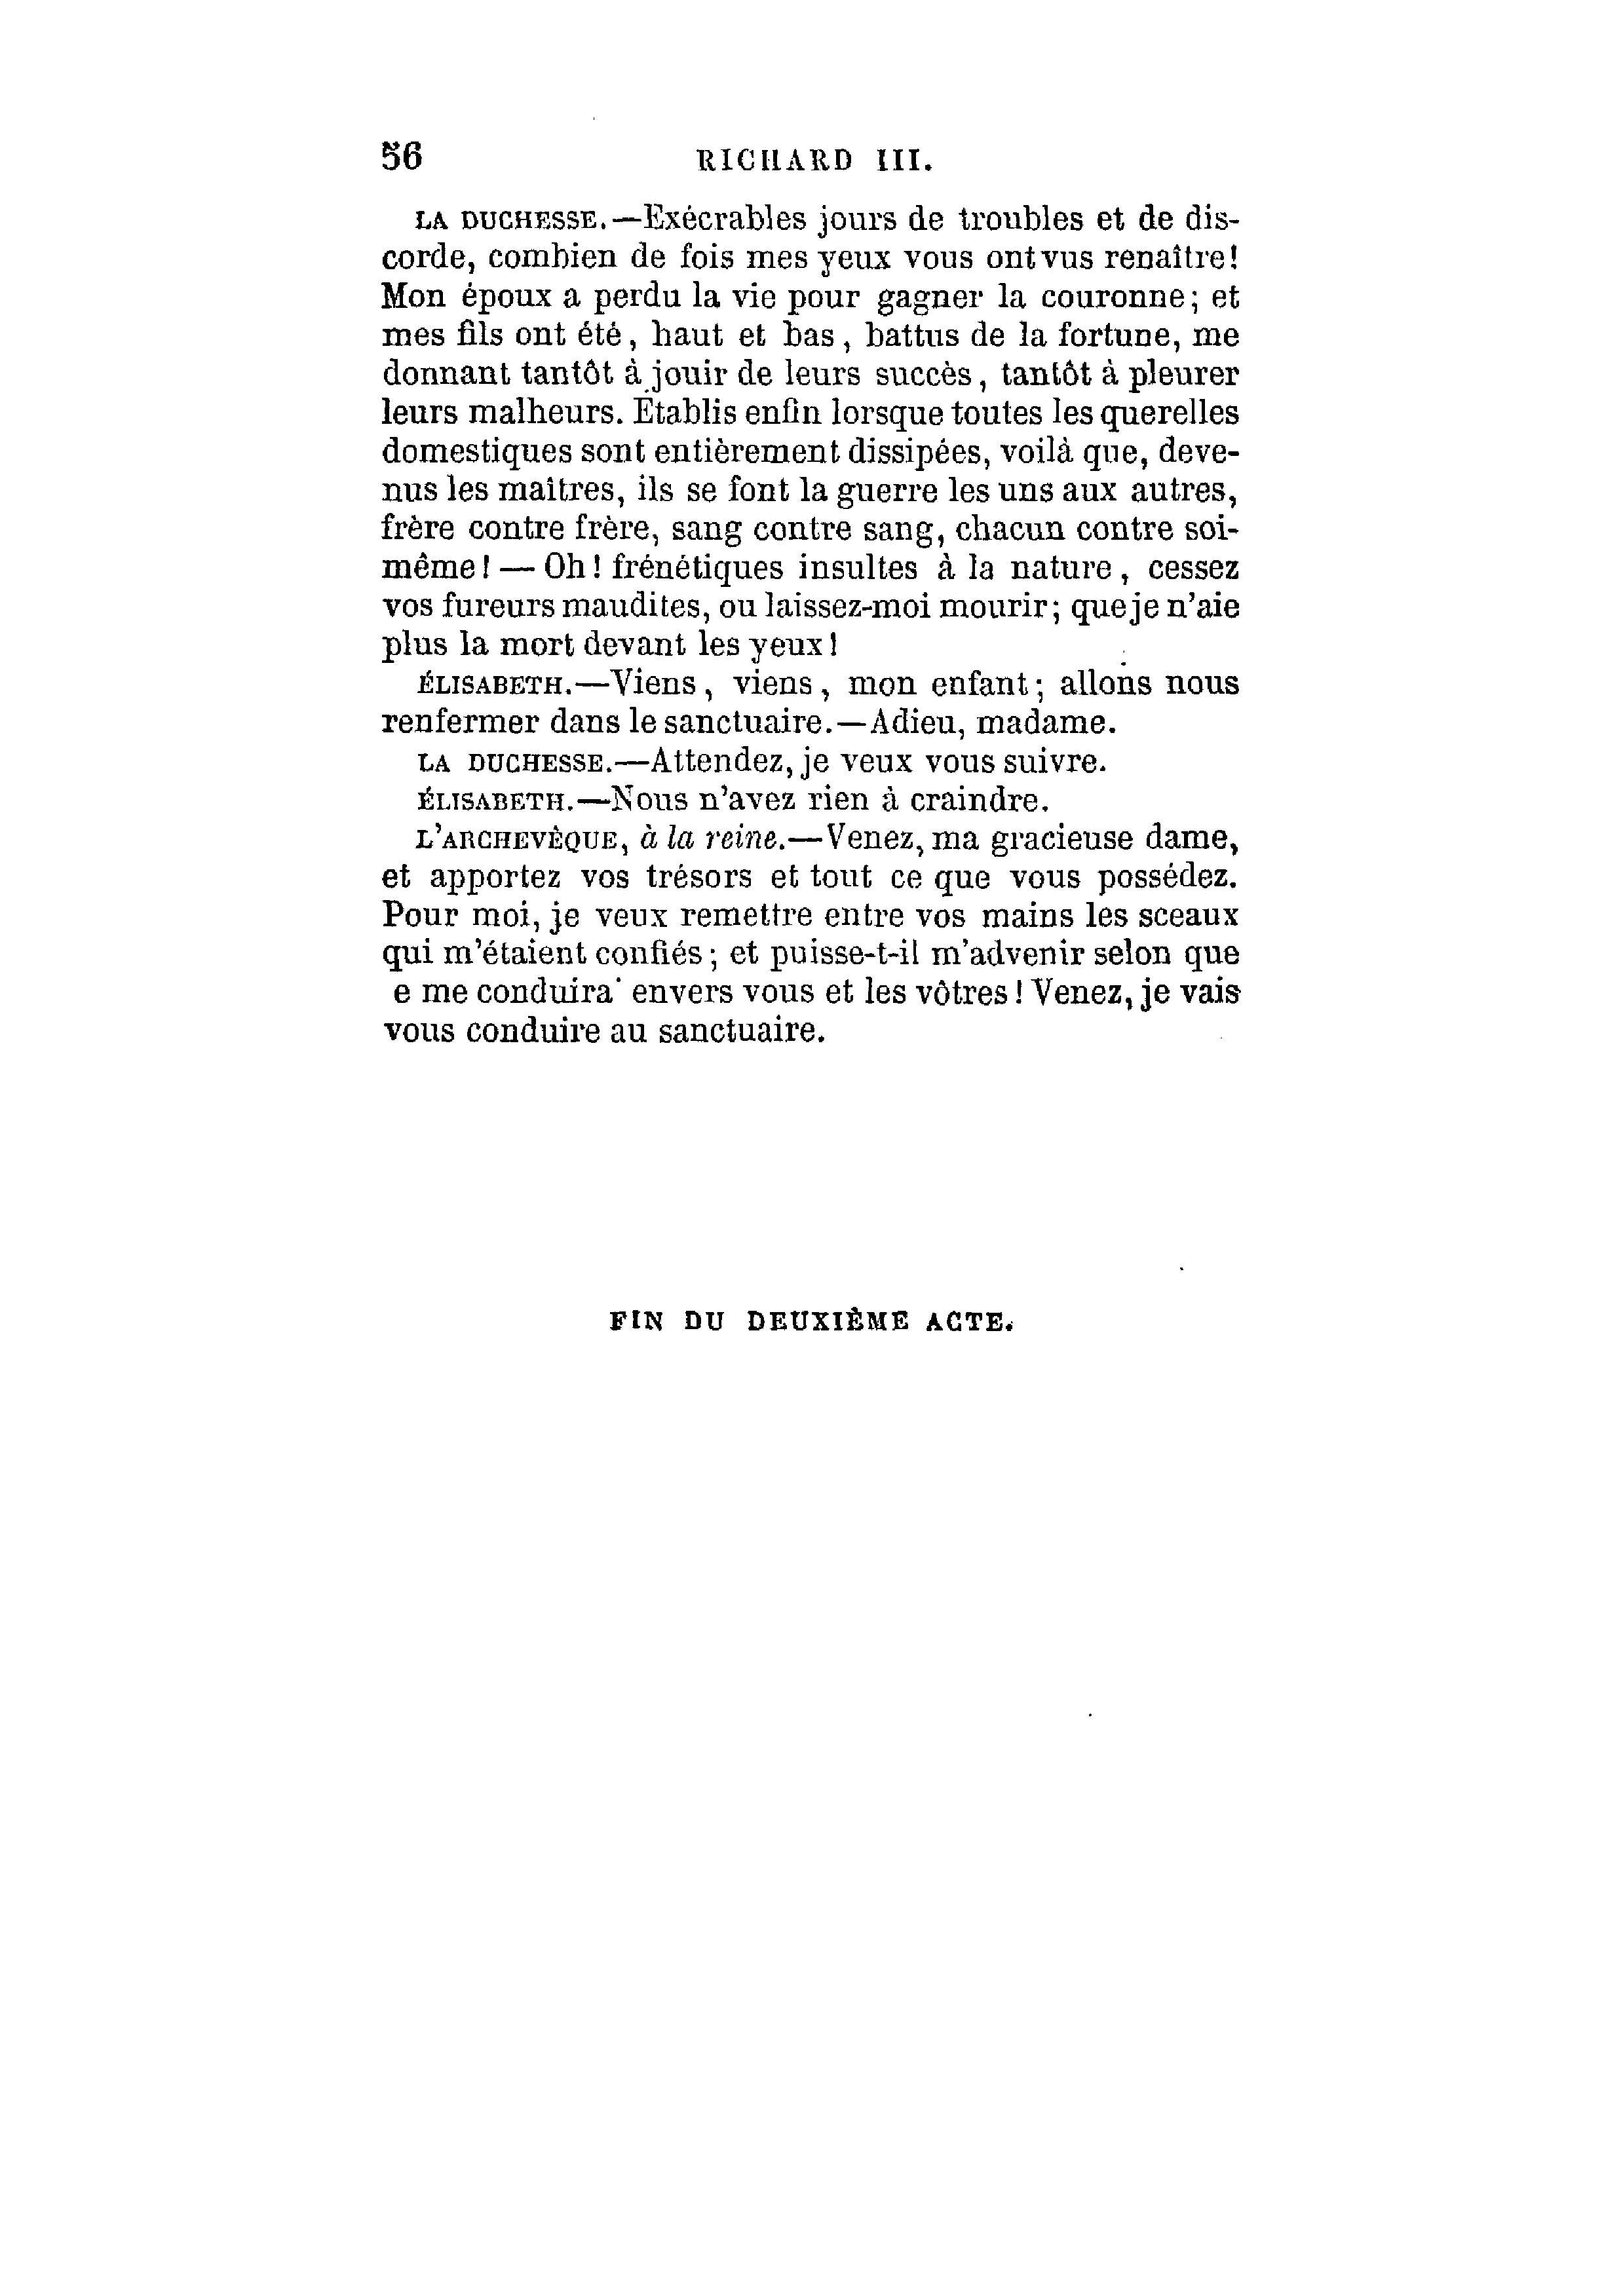 56 RICHARD III.
LA DUCHESSE.—Exécrables jours de troubles et de dis-
corde, combien de fois mes yeux vous ont vus renaître!
Mon époux a perdu la vie pour gagner la couronne; et
mes fils ont été, haut et bas, battus de la fortune, me
donnant tantôt à jouir de leurs succès, tantôt à pleurer
leurs malheurs. Établis enfin lorsque toutes les querelles
domestiques sont entièrement dissipées, voilà que, deve-
nus les maîtres, ils se font la guerre les uns aux autres,
frère contre frère, sang contre sang, chacun contre soi-
même! — Oh! frénétiques insultes à la nature, cessez
vos fureurs maudites, ou laissez-moi mourir; que je n'aie
plus la mort devant les yeux!
ÉLISABETH.—Viens, viens, mon enfant; allons nous
renfermer dans le sanctuaire.—Adieu, madame.
LA DUCHESSE.—Attendez, je veux vous suivre.
ÉLISABETH.—Nous n'avez rien à craindre.
L'ARCHEVÊQUE, à la reine.—Venez, ma gracieuse dame,
et apportez vos trésors et tout ce que vous possédez.
Pour moi, je veux remettre entre vos mains les sceaux
qui m'étaient confiés; et puisse-t-il m'advenir selon que
e me conduira envers vous et les vôtres! Venez, je vais
vous conduire au sanctuaire.
FIN DU DEUXIÈME ACTE.